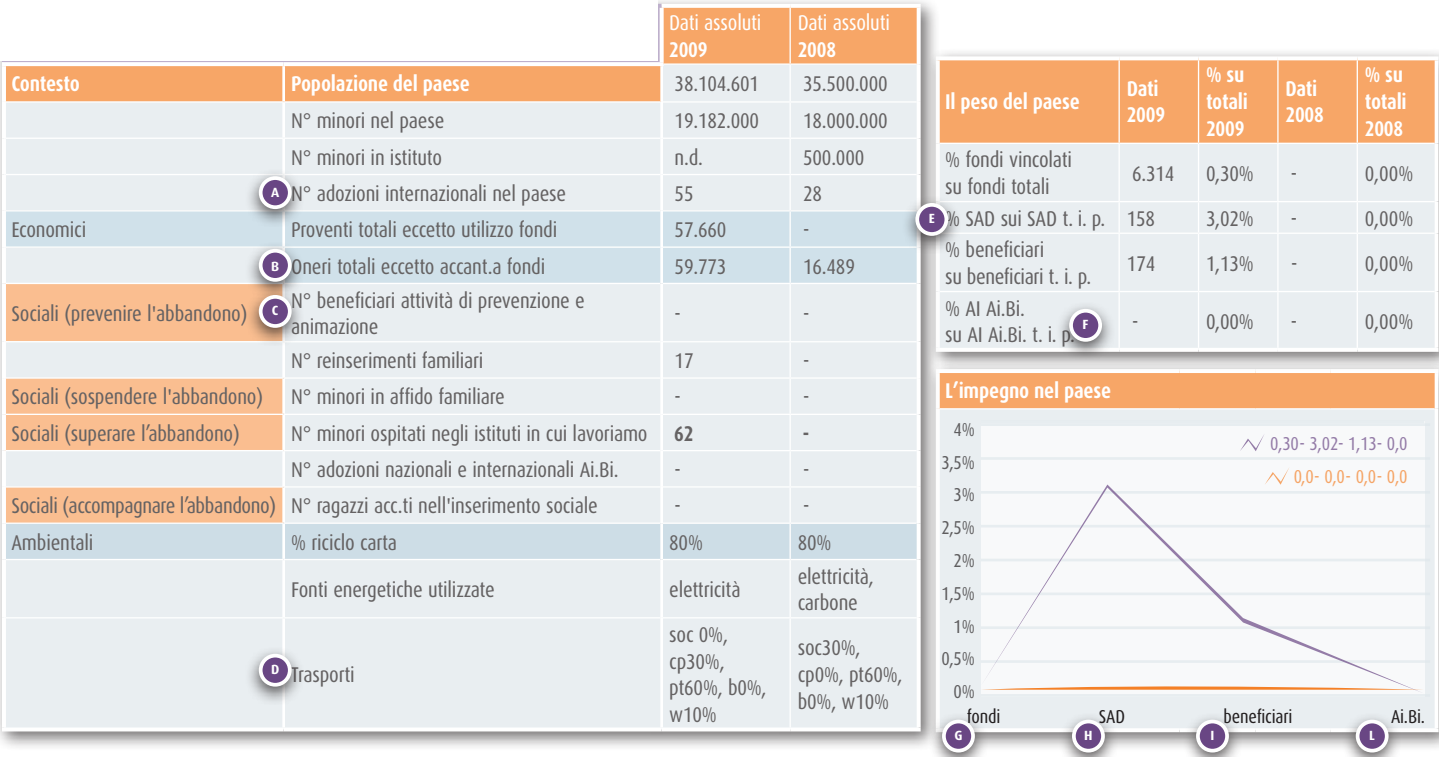 Dati assoluti 2009 Dati assoluti 2008
Contesto Popolazione del paese 38.104.601 35.500.000
N° minori nel paese 19.182.000 18.000.000
N° minori in istituto n.d. 500.000
A N° adozioni internazionali nel paese 55 28
Economici Proventi totali eccetto utilizzo fondi 57.660 -
B Oneri totali eccetto accant.a fondi 59.773 16.489
Sociali (prevenire l'abbandono) C N° beneficiari attività di prevenzione e animazione - -
N° reinserimenti familiari 17 -
Sociali (sospendere l'abbandono) N° minori in affido familiare - -
Sociali (superare l’abbandono) N° minori ospitati negli istituti in cui lavoriamo 62 -
N° adozioni nazionali e internazionali Ai.Bi. - -
Sociali (accompagnare l’abbandono) N° ragazzi acc.ti nell'inserimento sociale - -
Ambientali % riciclo carta 80% 80%
Fonti energetiche utilizzate elettricità elettricità, carbone
D Trasporti soc 0%, cp30%, pt60%, b0%, w10% soc30%, cp0%, pt60%, b0%, w10%
Il peso del paese Dati 2009 % su totali 2009 Dati 2008 % su totali 2008
% fondi vincolati su fondi totali 6.314 0,30% - 0,00%
E % SAD sui SAD t. i. p. 158 3,02% - 0,00%
% beneficiari su beneficiari t. i. p. 174 1,13% - 0,00%
% AI Ai.Bi. su AI Ai.Bi. t. i. p. F - 0,00% - 0,00%
L’impegno nel paese
4%
0,30- 3,02- 1,13- 0,0
3,5%
0,0- 0,0- 0,0- 0,0
3%
2,5%
2%
1,5%
1%
0,5%
0%
fondi SAD beneficiari Ai.Bi.
G H I L